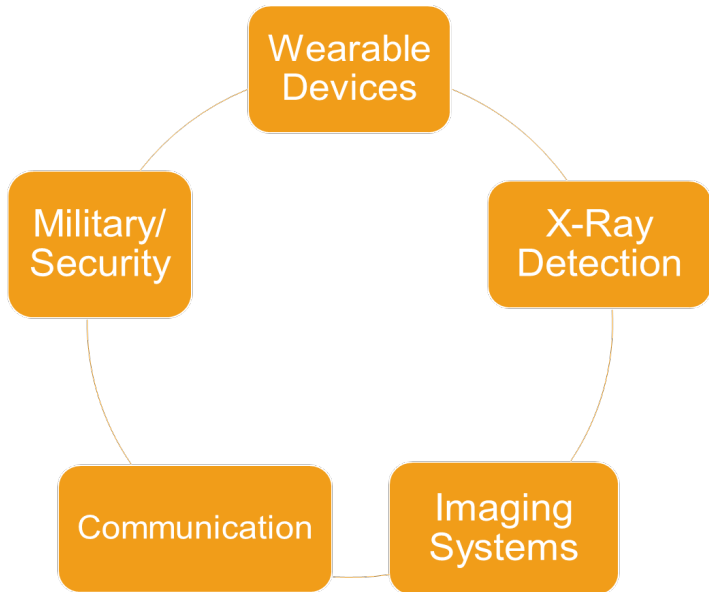 Wearable
Devices
X-Ray
Detection
Imaging
Systems
Communication
Military/
Security